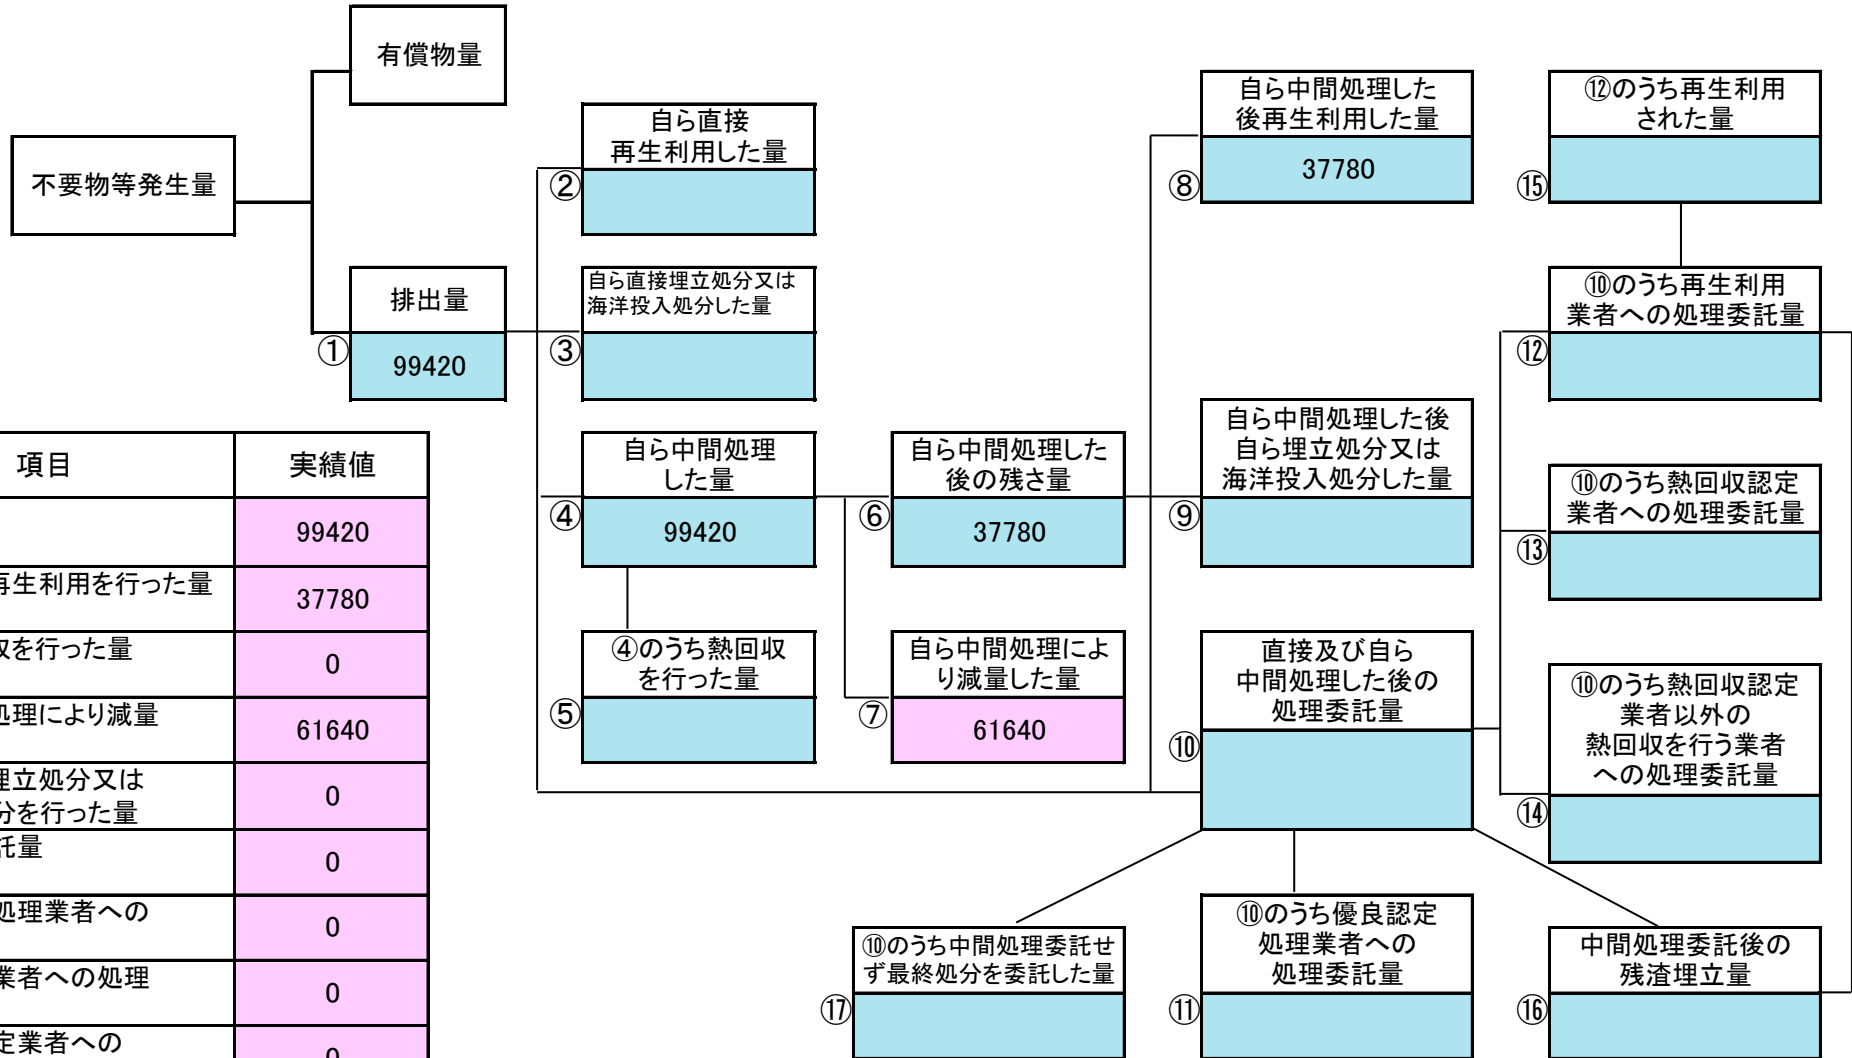 有償物量
不要物等発生量
排出量
①
99420
自ら直接
再生利用した量
②
自ら直接埋立処分又は
海洋投入処分した量
③
自ら中間処理
した量
④
99420
④のうち熱回収
を行った量
⑤
自ら中間処理した
後の残さ量
⑥
37780
自ら中間処理によ
り減量した量
⑦
61640
自ら中間処理した
後再生利用した量
⑧
37780
自ら中間処理した後
自ら埋立処分又は
海洋投入処分した量
⑨
直接及び自ら
中間処理した後の
処理委託量
⑩
⑩のうち優良認定
処理業者への
処理委託量
⑪
⑩のうち中間処理委託せ
ず最終処分を委託した量
⑰
⑫のうち再生利用
された量
⑮
⑩のうち再生利用
業者への処理委託量
⑫
⑩のうち熱回収認定
業者への処理委託量
⑬
⑩のうち熱回収認定
業者以外の
熱回収を行う業者
への処理委託量
⑭
中間処理委託後の
残渣埋立量
⑯
項目 実績値
99420
再生利用を行った量 37780
を行った量 0
処理により減量 61640
埋立処分又は
分を行った量 0
託量 0
処理業者への 0
業者への処理 0
定業者への 0